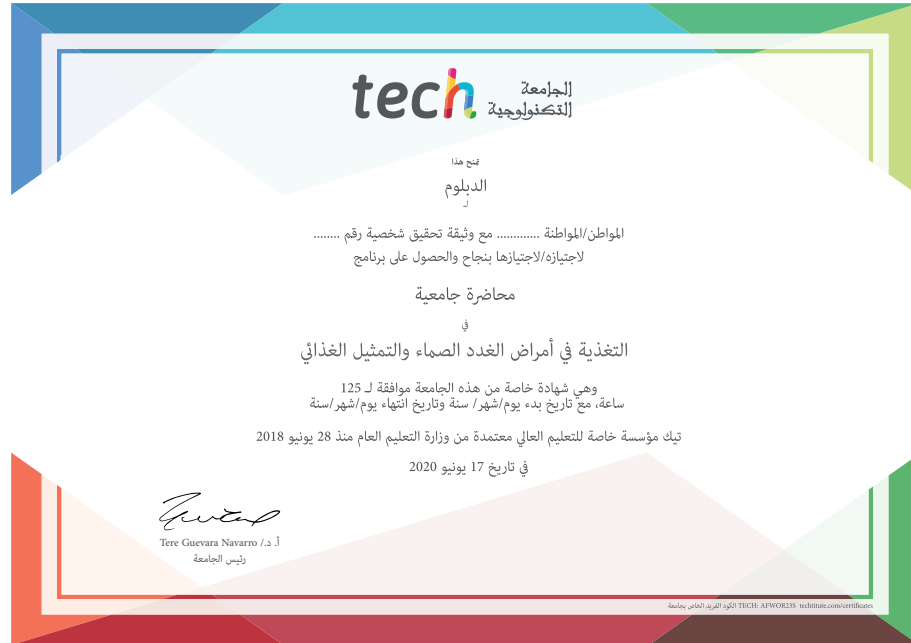 tech الجامعة
التكنولوجية
تمنح هذا
الدبلوم
لـ
المواطن/المواطنة ............. مع وثيقة تحقيق شخصية رقم ........
لاجتيازه/لاجتيازها بنجاح والحصول على برنامج
محاضرة جامعية
في
التغذية في أمراض الغدد الصماء والتمثيل الغذائي
وهي شهادة خاصة من هذه الجامعة موافقة لـ 125
ساعة، مع تاريخ بدء يوم/شهر/ سنة وتاريخ انتهاء يوم/شهر/سنة
تيك مؤسسة خاصة للتعليم العالي معتمدة من وزارة التعليم العام منذ 28 يونيو 2018
في تاريخ 17 يونيو 2020
أ. د./ Tere Guevara Navarro
رئيس الجامعة
الكود الفريد الخاص بجامعة TECH: AFWOR23S techtitute.com/certificates